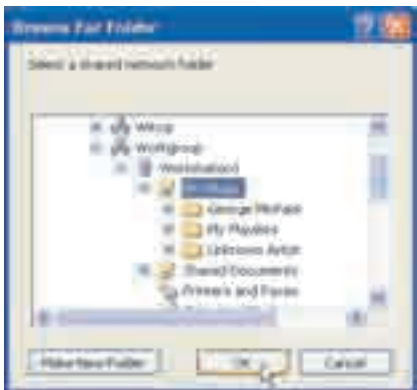 Browse For Folder
Select a shared network folder
Workgroup
My Playlists
Unknown Artist
Shared Documents
Printers and Faxes
Make New Folder
OK
Cancel